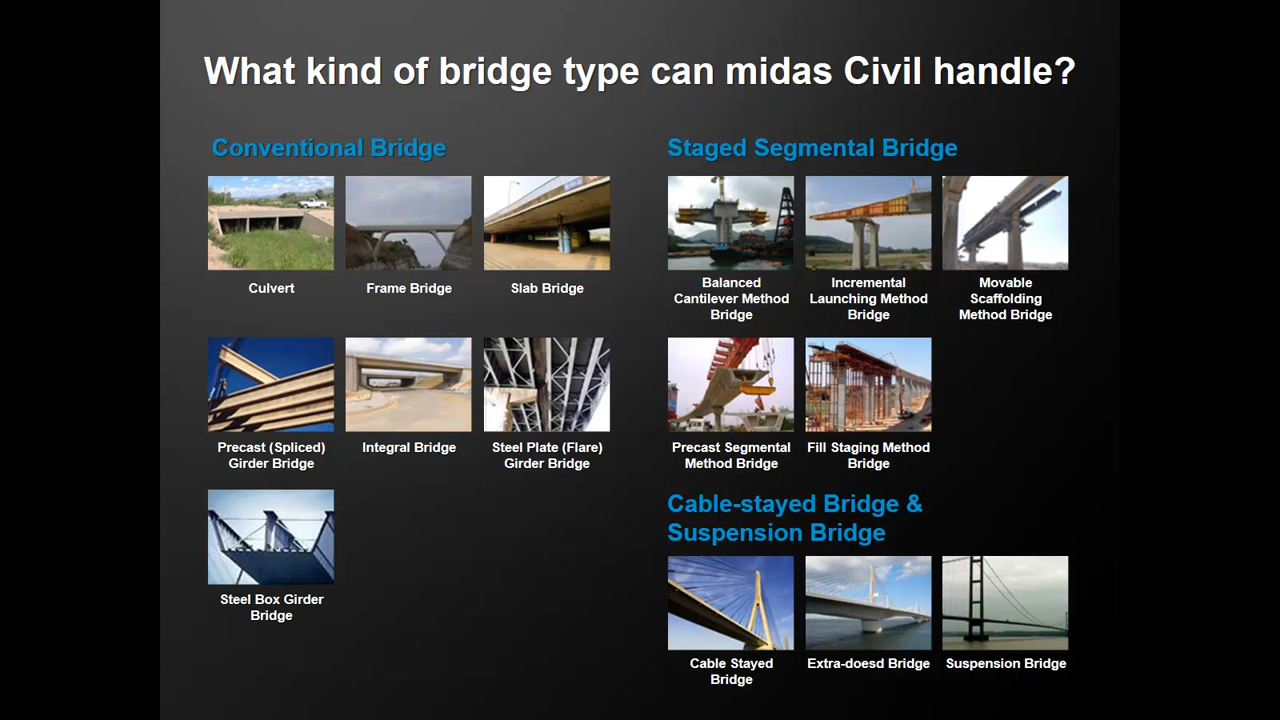 What kind of bridge type can midas Civil handle?
Conventional Bridge
Culvert
Frame Bridge
Slab Bridge
Precast (Spliced)
Girder Bridge
Integral Bridge
Steel Plate (Flare)
Girder Bridge
Steel Box Girder
Bridge
Staged Segmental Bridge
Balanced
Cantilever Method
Bridge
Incremental
Launching Method
Bridge
Movable
Scaffolding
Method Bridge
Precast Segmental
Method Bridge
Fill Staging Method
Bridge
Cable-stayed Bridge &
Suspension Bridge
Cable Stayed
Bridge
Extra-doesd Bridge
Suspension Bridge